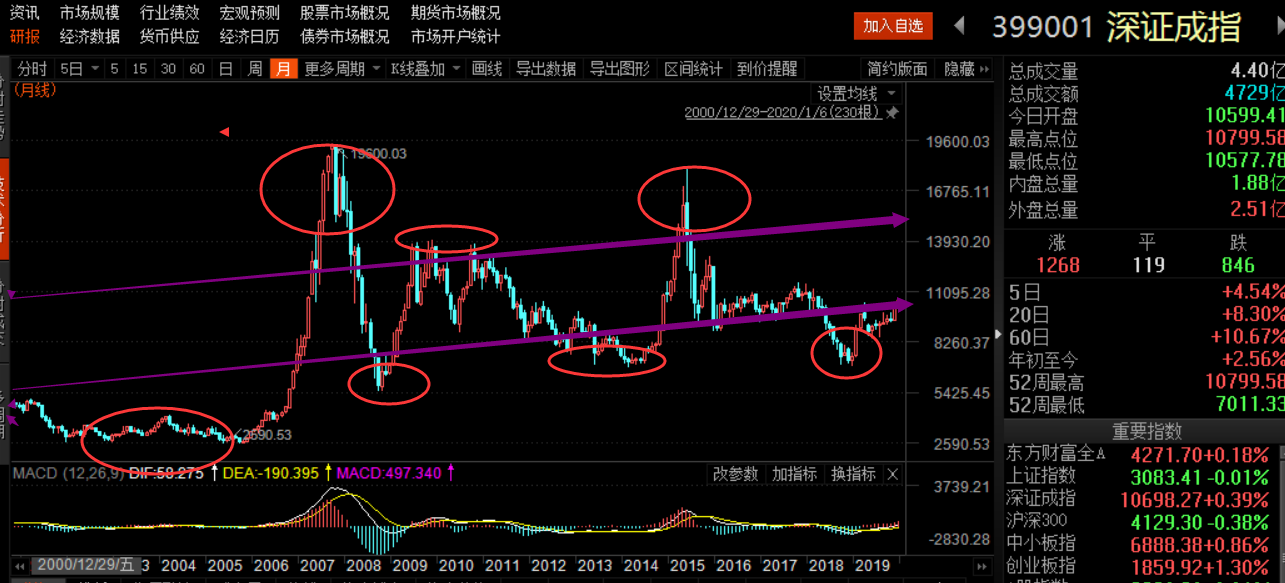 资讯 市场规模 行业绩效 宏观预测 股票市场概况 期货市场概况
研报 经济数据 货币供应 经济日历 债券市场概况 市场开户统计
加入自选 399001 深证成指
分时 5日 5 15 30 60 日 周 月 更多周期 K线叠加 画线 导出数据 导出图形 区间统计 到价提醒 简约版面 隐藏
(月线)
设置均线
2000/12/29-2020/1/6(230根)
19600.03
19600.03
16765.11
13930.20
11095.28
8260.37
5425.45
2590.53
2590.53
MACD (12,26,9) DIF:58.275 DEA:-190.395 MACD:497.340
改参数 加指标 换指标
3739.21
-2830.28
2000/12/29/五 3 2004 2005 2006 2007 2008 2009 2010 2011 2012 2013 2014 2015 2016 2017 2018 2019
总成交量 4.40亿
总成交额 4729亿
今日开盘 10599.41
最高点位 10799.58
最低点位 10577.78
内盘总量 1.88亿
外盘总量 2.51亿
涨 平 跌
1268 119 846
5日 +4.54%
20日 +8.30%
60日 +10.67%
年初至今 +2.56%
52周最高 10799.58
52周最低 7011.33
重要指数
东方财富全A 4271.70 +0.18%
上证指数 3083.41 -0.01%
深证成指 10698.27 +0.39%
沪深300 4129.30 -0.38%
中小板指 6888.38 +0.86%
创业板指 1859.92 +1.30%